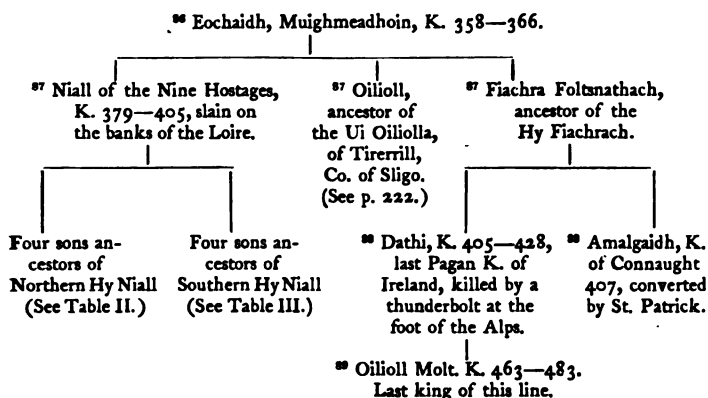 ⁸⁶ Eochaidh, Muighmeadhoin, K. 358—366.
⁸⁷ Niall of the Nine Hostages,
K. 379—405, slain on
the banks of the Loire.
⁸⁷ Oilioll,
ancestor of
the Ui Oiliolla,
of Tirerrill,
Co. of Sligo.
(See p. 222.)
⁸⁷ Fiachra Foltsnathach,
ancestor of the
Hy Fiachrach.
Four sons an-
cestors of
Northern Hy Niall
(See Table II.)
Four sons an-
cestors of
Southern Hy Niall
(See Table III.)
⁸⁸ Dathi, K. 405—428,
last Pagan K. of
Ireland, killed by a
thunderbolt at the
foot of the Alps.
⁸⁸ Amalgaidh, K.
of Connaught
407, converted
by St. Patrick.
⁸⁹ Oilioll Molt. K. 463—483.
Last king of this line.